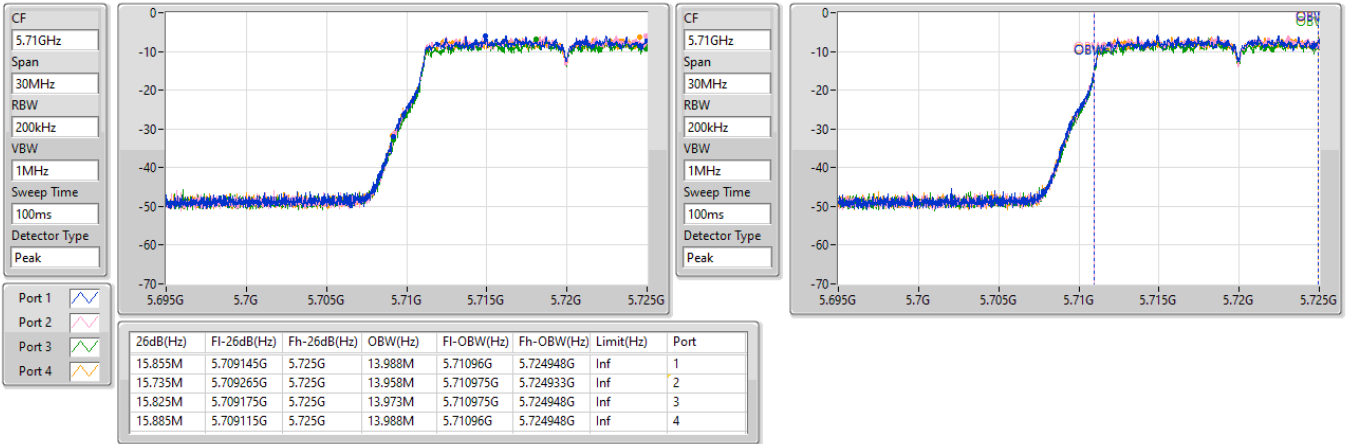 CF
5.71GHz
Span
30MHz
RBW
200kHz
VBW
1MHz
Sweep Time
100ms
Detector Type
Peak
0-
-10-
-20-
-30-
-40-
-50-
-60-
-70-
5.695G 5.7G 5.705G 5.71G 5.715G 5.72G 5.725G
CF
5.71GHz
Span
30MHz
RBW
200kHz
VBW
1MHz
Sweep Time
100ms
Detector Type
Peak
0-
-10-
-20-
-30-
-40-
-50-
-60-
-70-
OBW
OBW
5.695G 5.7G 5.705G 5.71G 5.715G 5.72G 5.725G
Port 1
Port 2
Port 3
Port 4
26dB(Hz) Fl-26dB(Hz) Fh-26dB(Hz) OBW(Hz) Fl-OBW(Hz) Fh-OBW(Hz) Limit(Hz) Port
15.855M 5.709145G 5.725G 13.988M 5.71096G 5.724948G Inf 1
15.735M 5.709265G 5.725G 13.958M 5.710975G 5.724933G Inf 2
15.825M 5.709175G 5.725G 13.973M 5.710975G 5.724948G Inf 3
15.885M 5.709115G 5.725G 13.988M 5.71096G 5.724948G Inf 4